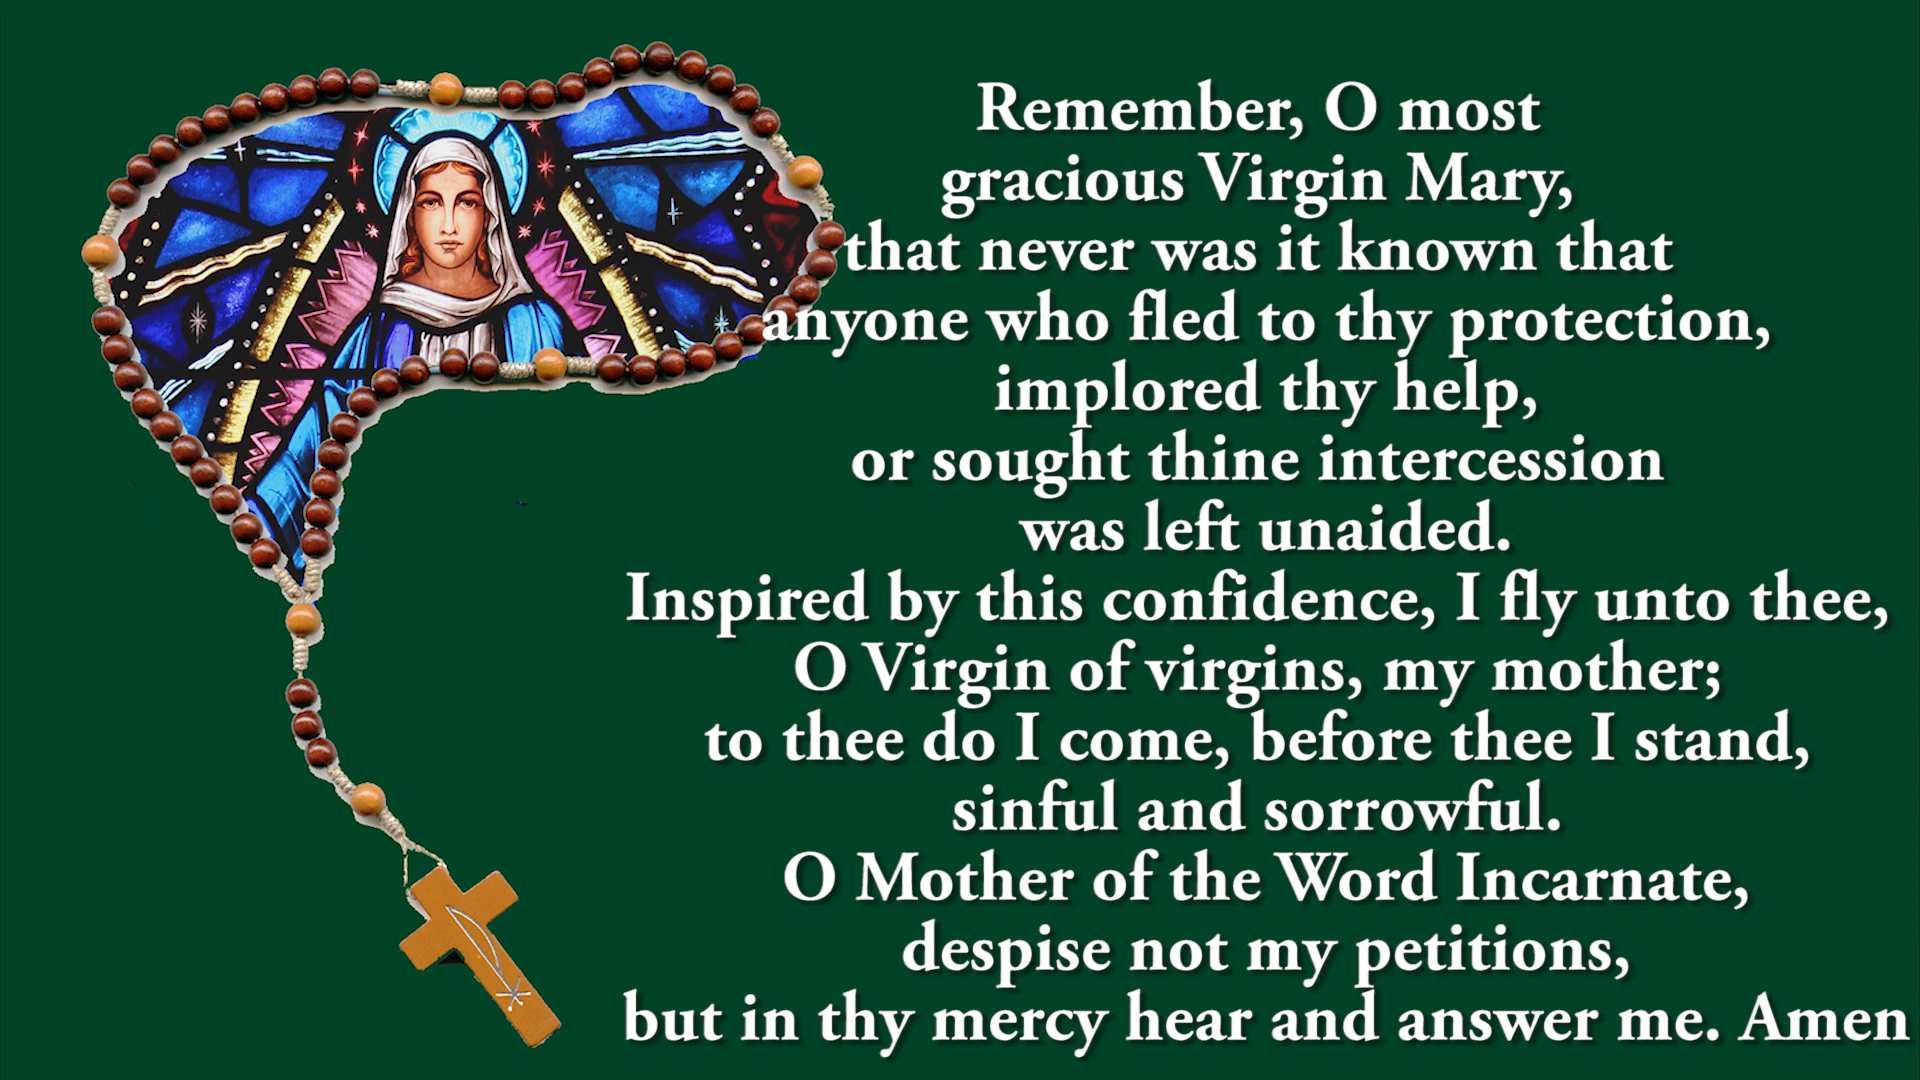 Remember, O most
gracious Virgin Mary,
that never was it known that
anyone who fled to thy protection,
implored thy help,
or sought thine intercession
was left unaided.
Inspired by this confidence, I fly unto thee,
O Virgin of virgins, my mother;
to thee do I come, before thee I stand,
sinful and sorrowful.
O Mother of the Word Incarnate,
despise not my petitions,
but in thy mercy hear and answer me. Amen